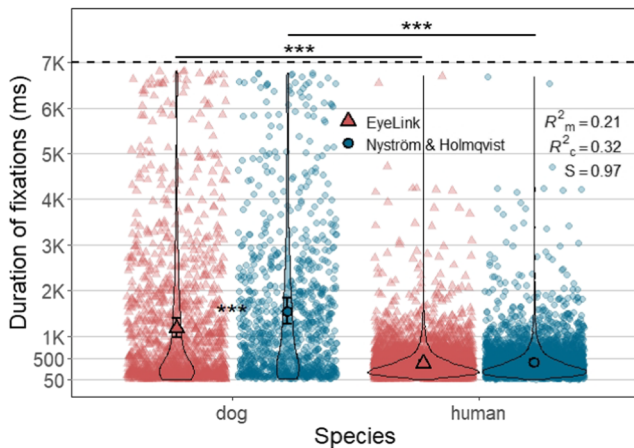 ***
***
7K
6K
5K
4K
3K
2K
1K
500
50
Duration of fixations (ms)
EyeLink
Nyström & Holmqvist
R²m = 0.21
R²c = 0.32
S = 0.97
***
dog
human
Species